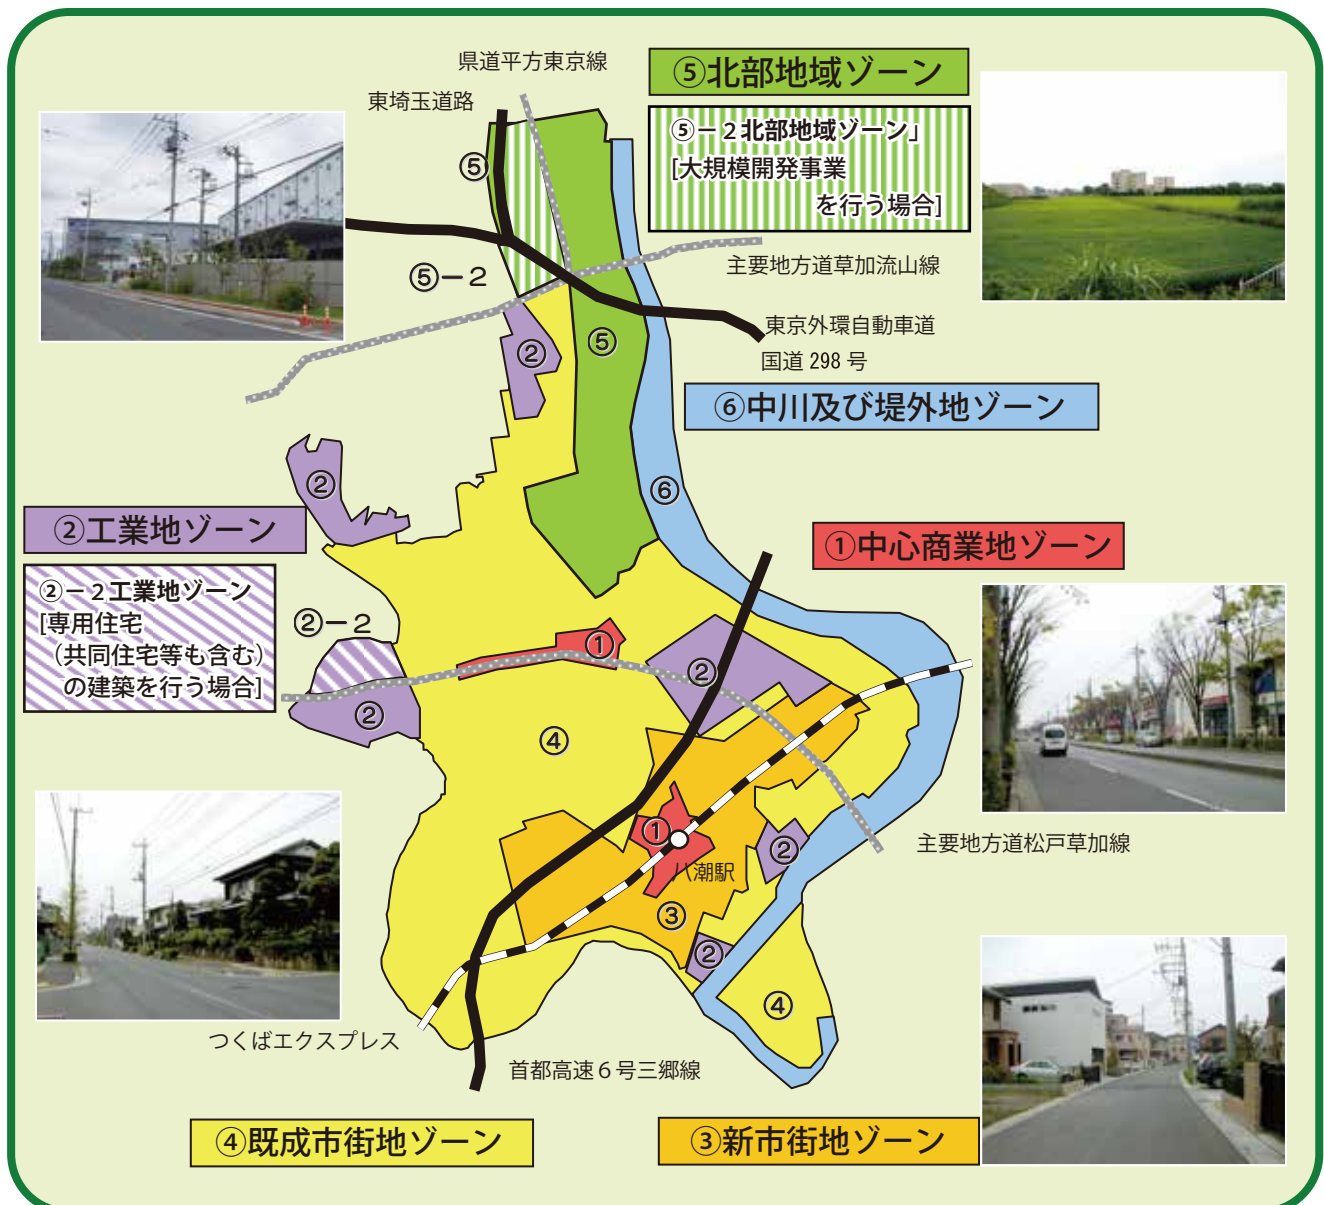 県道平方東京線
東埼玉道路
⑤北部地域ゾーン
⑤－2北部地域ゾーン」
[大規模開発事業
を行う場合]
⑤
⑤－2
主要地方道草加流山線
東京外環自動車道
国道 298 号
②
⑤
⑥中川及び堤外地ゾーン
②
⑥
②工業地ゾーン
①中心商業地ゾーン
②－2工業地ゾーン
[専用住宅
（共同住宅等も含む）
の建築を行う場合]
②－2
①
②
②
④
①
②
八潮駅
主要地方道松戸草加線
③
②
④
つくばエクスプレス
首都高速６号三郷線
④既成市街地ゾーン
③新市街地ゾーン